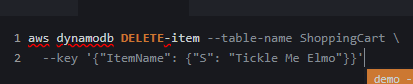 1 aws dynamodb DELETE-item --table-name ShoppingCart \
2 --key '{"ItemName": {"S": "Tickle Me Elmo"}}'
demo -